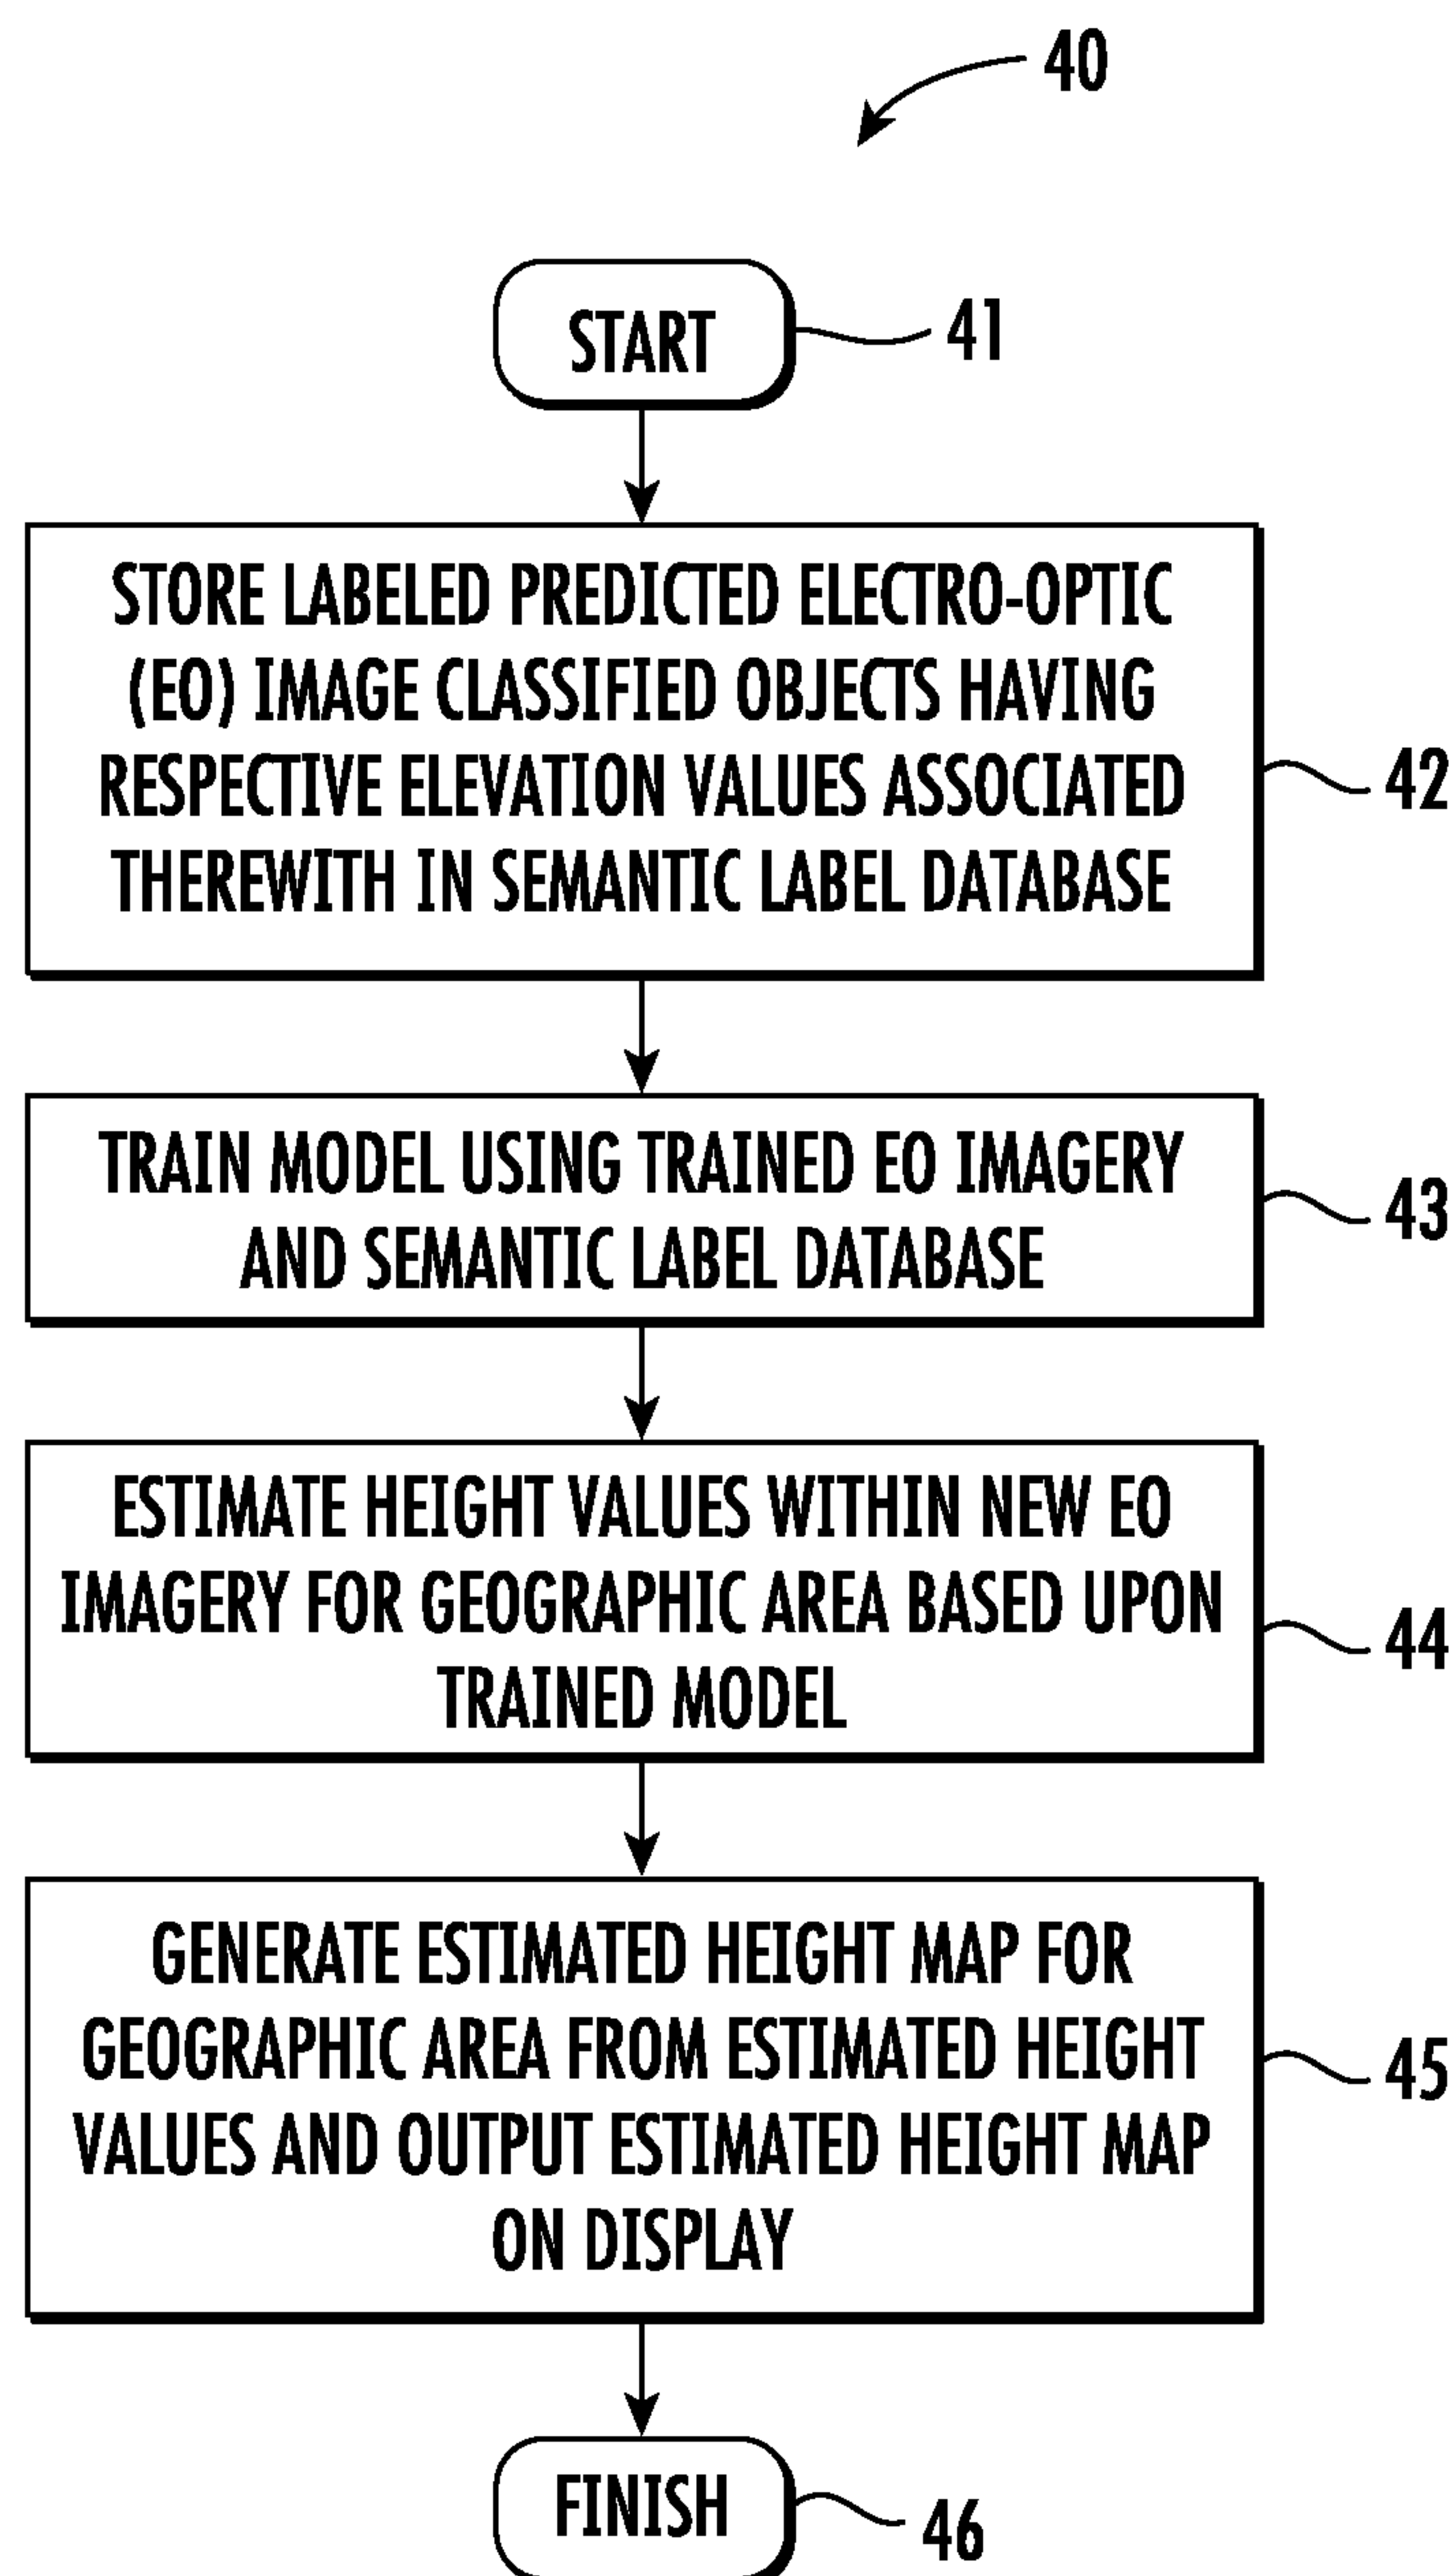 40
START
41
STORE LABELED PREDICTED ELECTRO-OPTIC
(EO) IMAGE CLASSIFIED OBJECTS HAVING
RESPECTIVE ELEVATION VALUES ASSOCIATED
THEREWITH IN SEMANTIC LABEL DATABASE
42
TRAIN MODEL USING TRAINED EO IMAGERY
AND SEMANTIC LABEL DATABASE
43
ESTIMATE HEIGHT VALUES WITHIN NEW EO
IMAGERY FOR GEOGRAPHIC AREA BASED UPON
TRAINED MODEL
44
GENERATE ESTIMATED HEIGHT MAP FOR
GEOGRAPHIC AREA FROM ESTIMATED HEIGHT
VALUES AND OUTPUT ESTIMATED HEIGHT MAP
ON DISPLAY
45
FINISH
46